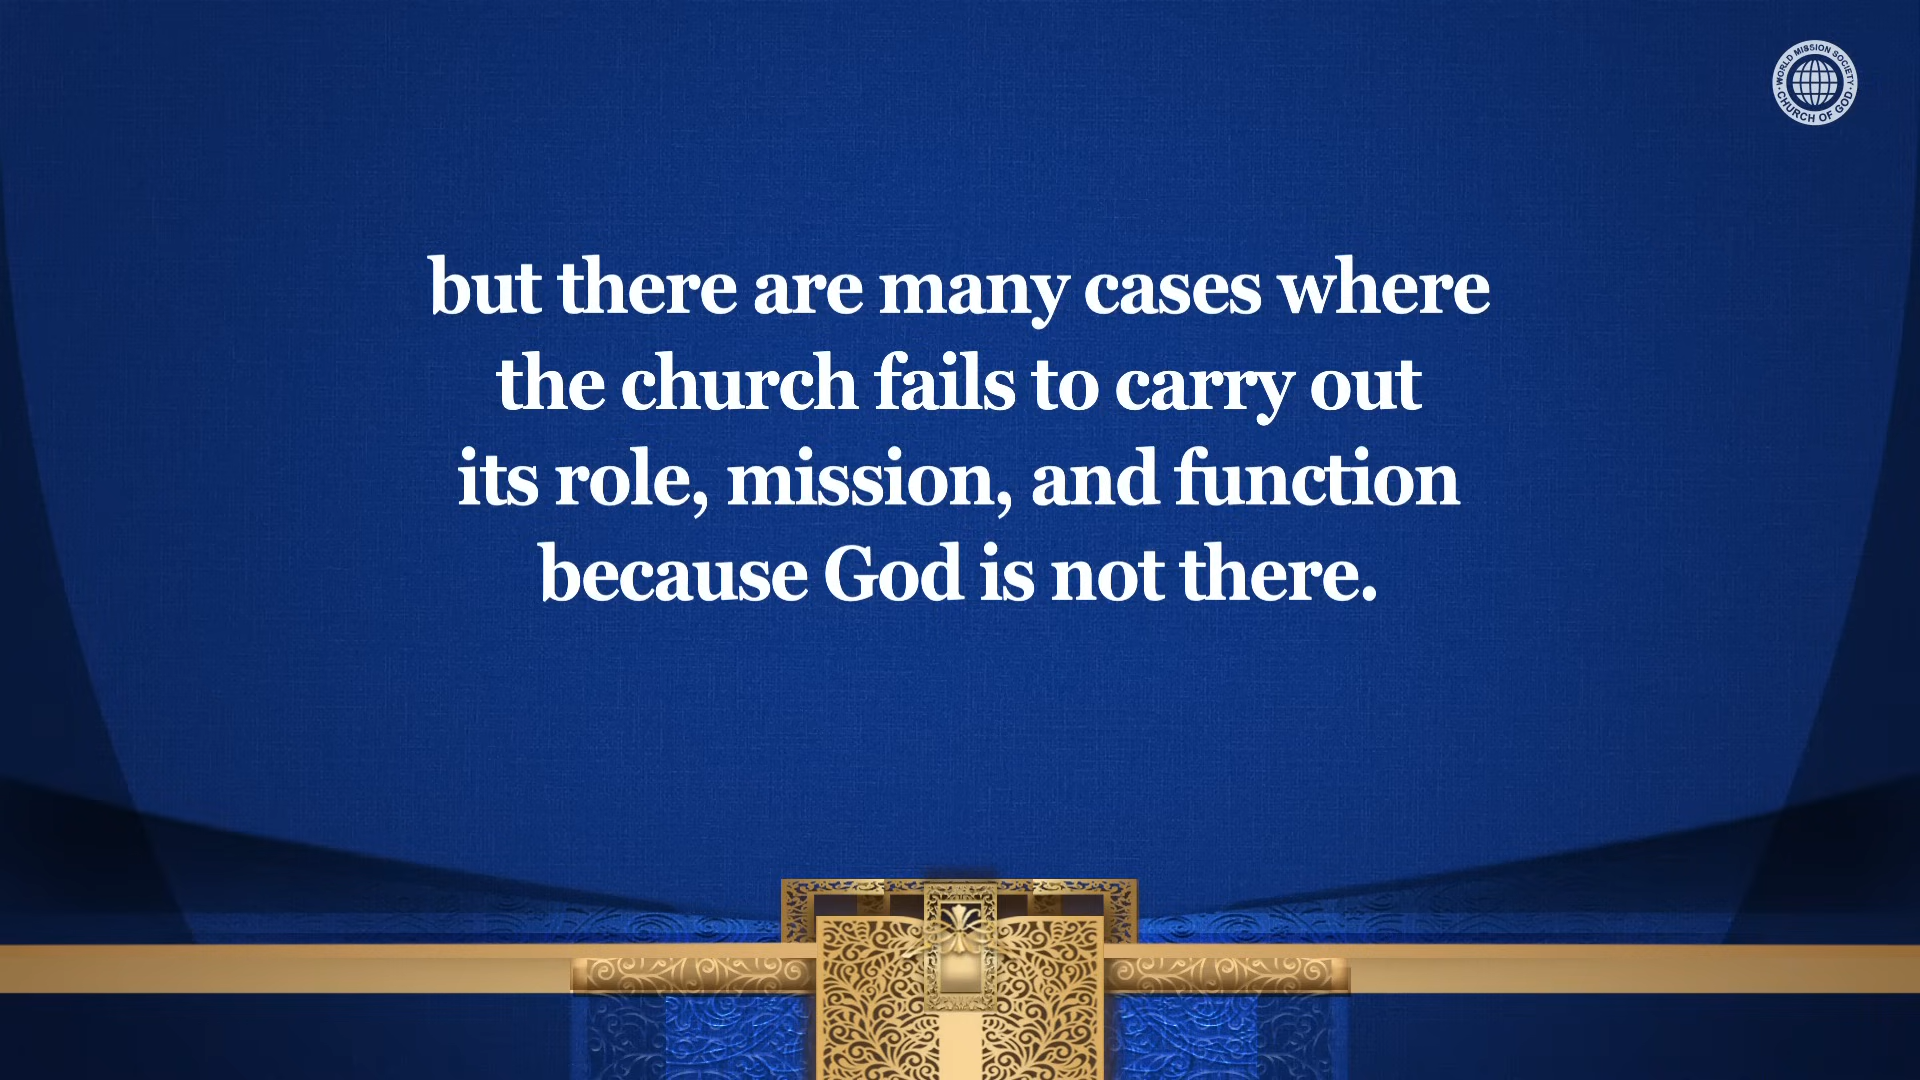 WORLD MISSION SOCIETY
CHURCH OF GOD
but there are many cases where
the church fails to carry out
its role, mission, and function
because God is not there.